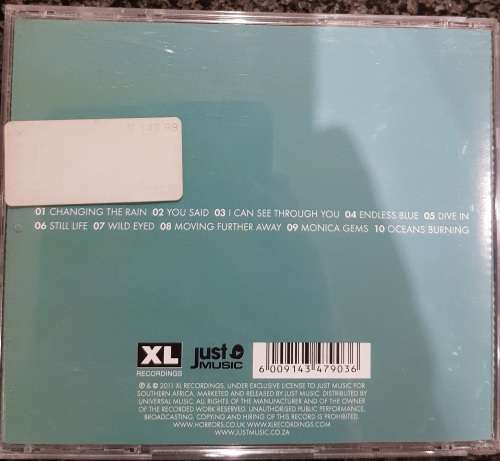 01 CHANGING THE RAIN 02 YOU SAID 03 I CAN SEE THROUGH YOU 04 ENDLESS BLUE 05 DIVE IN
06 STILL LIFE 07 WILD EYED 08 MOVING FURTHER AWAY 09 MONICA GEMS 10 OCEANS BURNING
XL
RECORDINGS
just
MUSIC
6009143479036
℗ & © 2011 XL RECORDINGS, UNDER EXCLUSIVE LICENSE TO JUST MUSIC FOR
SOUTHERN AFRICA. MARKETED AND RELEASED BY JUST MUSIC. DISTRIBUTED BY
UNIVERSAL MUSIC ALL RIGHTS OF THE MANUFACTURER AND OF THE OWNER
OF THE RECORDED WORK RESERVED. UNAUTHORISED PUBLIC PERFORMANCE,
BROADCASTING, COPYING AND HIRING OF THIS RECORD IS PROHIBITED.
WWW.HORRORS.CO.UK WWW.XLRECORDINGS.COM
WWW.JUSTMUSIC.CO.ZA